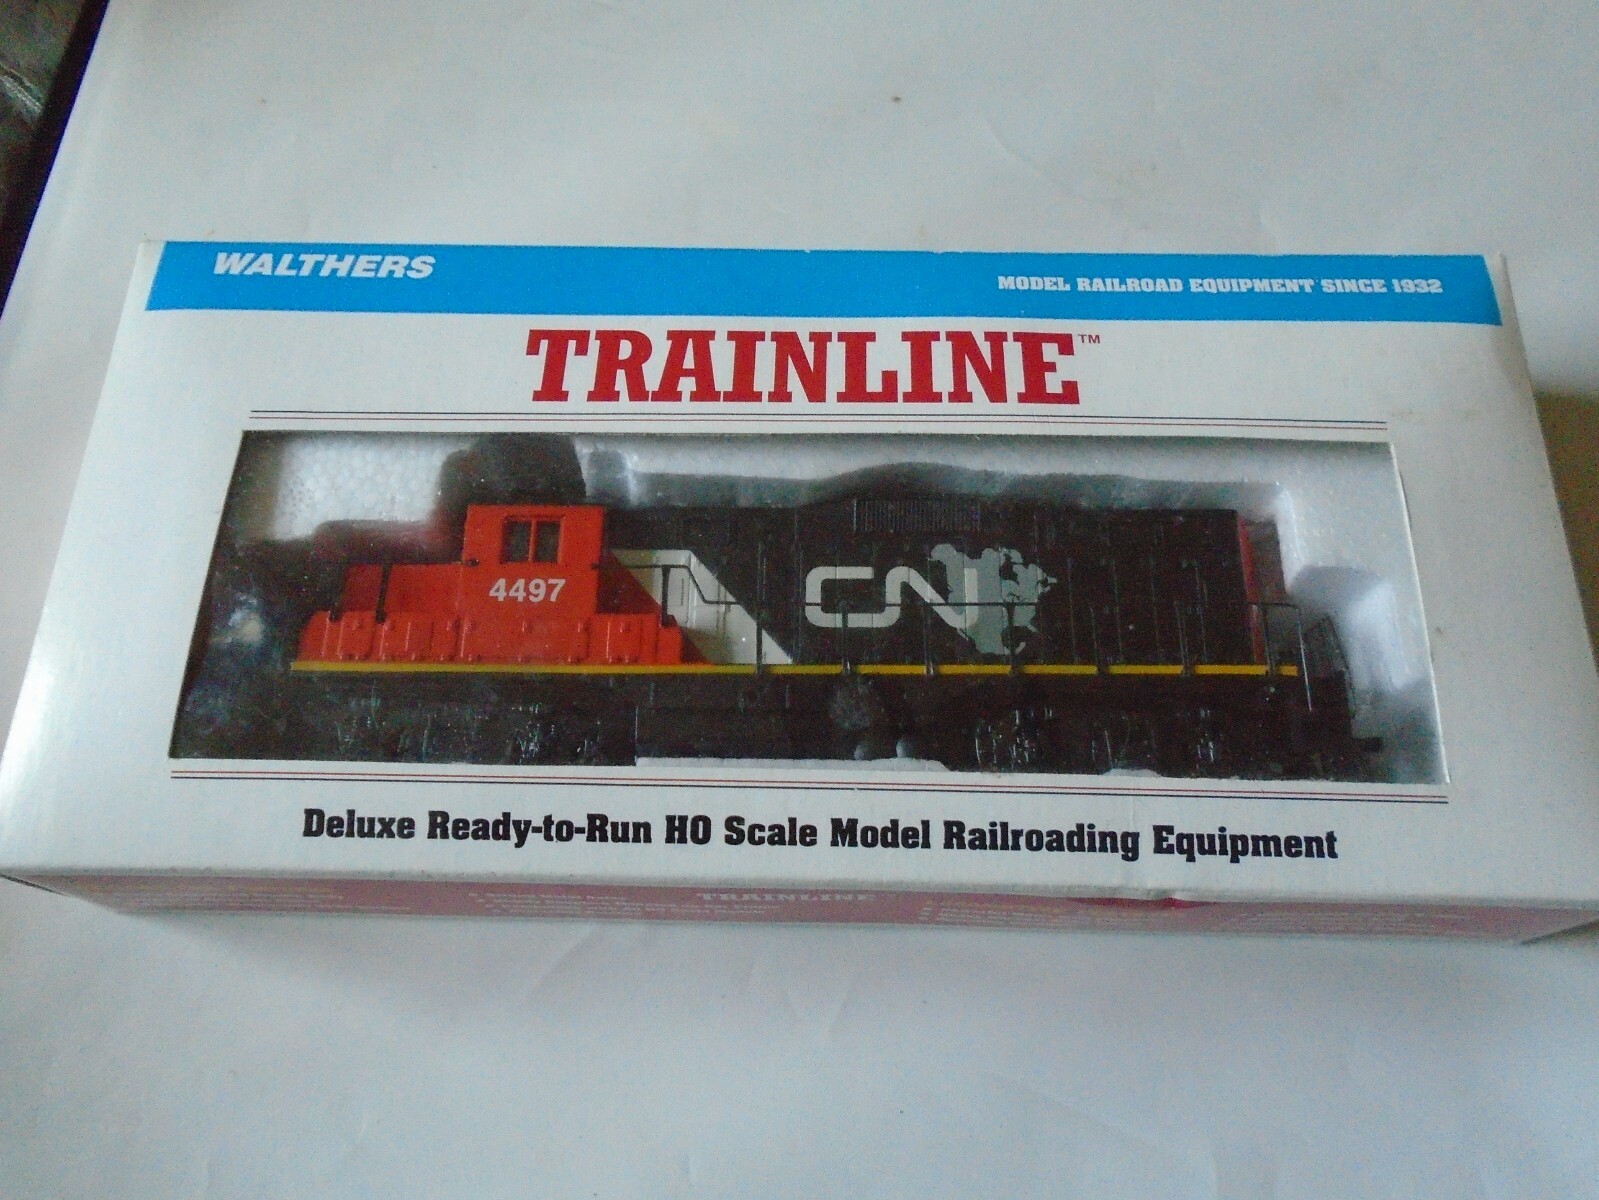 WALTHERS
MODEL RAILROAD EQUIPMENT SINCE 1932
TRAINLINE™
4497
CN
Deluxe Ready-to-Run HO Scale Model Railroading Equipment
TRAINLINE